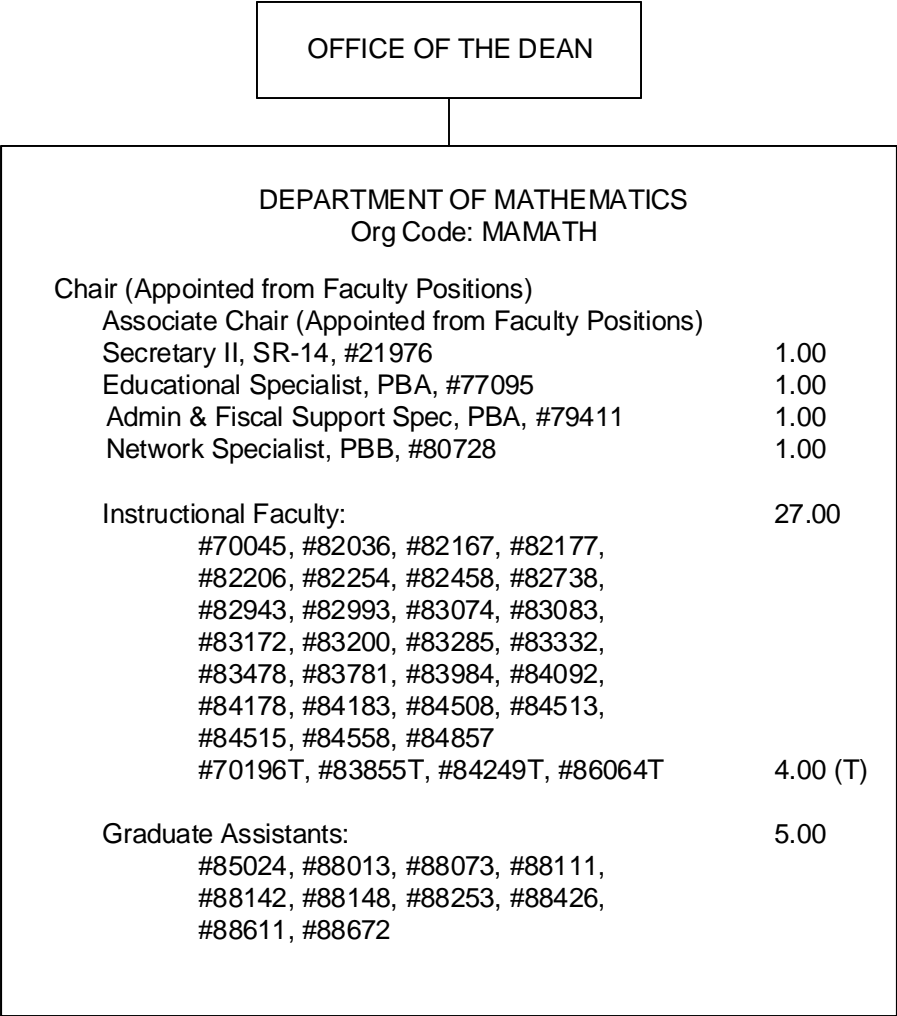 OFFICE OF THE DEAN
DEPARTMENT OF MATHEMATICS
Org Code: MAMATH
Chair (Appointed from Faculty Positions)
Associate Chair (Appointed from Faculty Positions)
Secretary II, SR-14, #21976 1.00
Educational Specialist, PBA, #77095 1.00
Admin & Fiscal Support Spec, PBA, #79411 1.00
Network Specialist, PBB, #80728 1.00
Instructional Faculty: 27.00
#70045, #82036, #82167, #82177,
#82206, #82254, #82458, #82738,
#82943, #82993, #83074, #83083,
#83172, #83200, #83285, #83332,
#83478, #83781, #83984, #84092,
#84178, #84183, #84508, #84513,
#84515, #84558, #84857
#70196T, #83855T, #84249T, #86064T 4.00 (T)
Graduate Assistants: 5.00
#85024, #88013, #88073, #88111,
#88142, #88148, #88253, #88426,
#88611, #88672